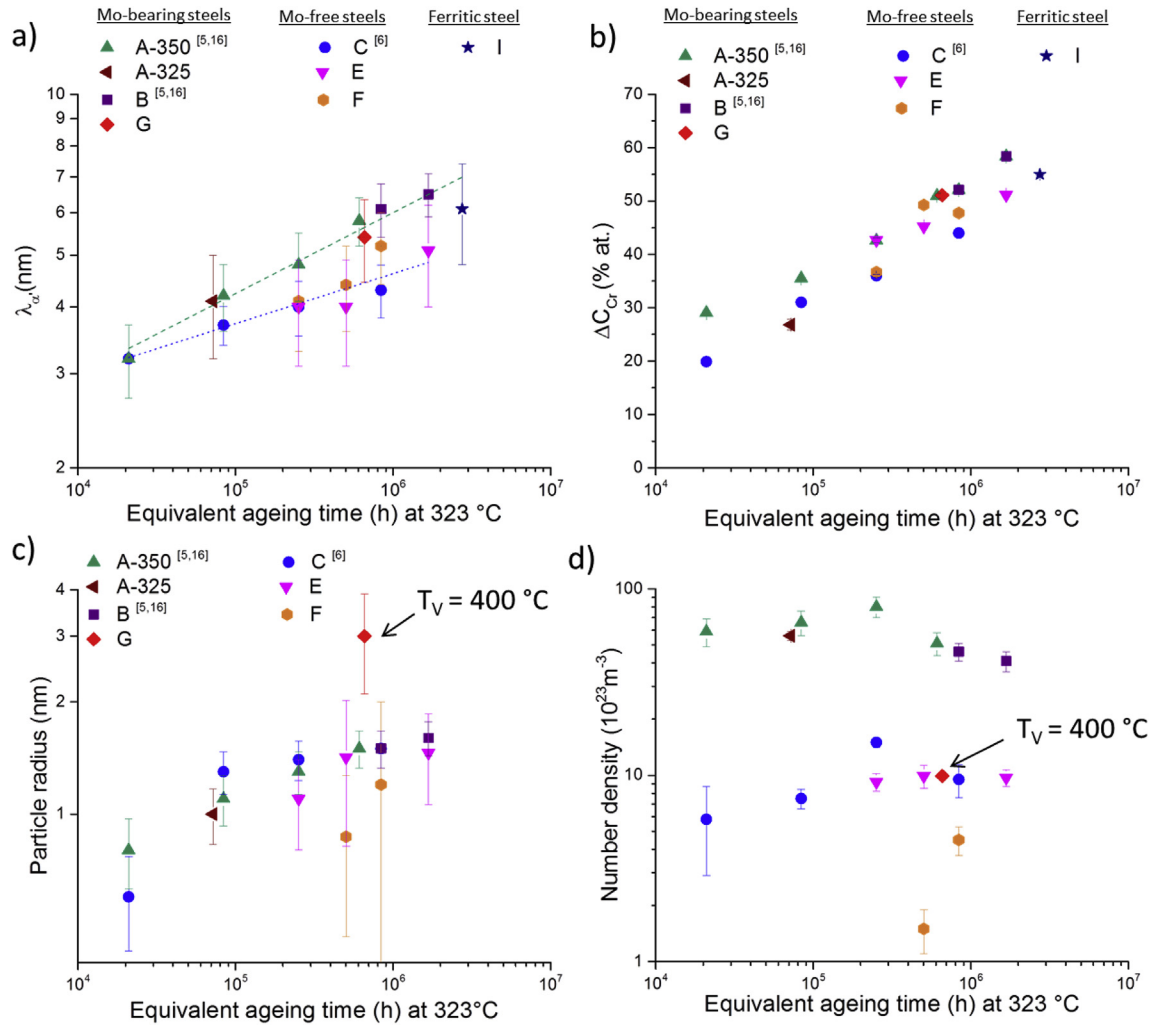 Mo-bearing steels Mo-free steels Ferritic steel
a)
A-350 [5,16] C [6] I
A-325 E
B [5,16] F
G
10
9
8
7
6
5
4
3
2
λα'(nm)
10^4 10^5 10^6 10^7
Equivalent ageing time (h) at 323 °C
Mo-bearing steels Mo-free steels Ferritic steel
b)
A-350 [5,16] C [6] I
A-325 E
B [5,16] F
G
70
60
50
40
30
20
10
0
ΔCCr (% at.)
10^4 10^5 10^6 10^7
Equivalent ageing time (h) at 323 °C
c)
A-350 [5,16] C [6]
A-325 E
B [5,16] F
G
TV = 400 °C
4
3
2
1
Particle radius (nm)
10^4 10^5 10^6 10^7
Equivalent ageing time (h) at 323°C
d)
100
10
1
TV = 400 °C
Number density (10^23m^-3)
10^4 10^5 10^6 10^7
Equivalent ageing time (h) at 323 °C